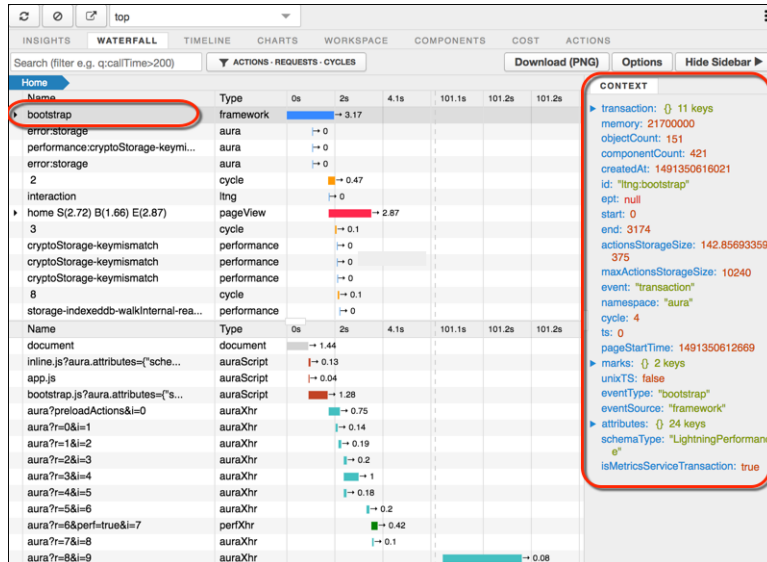 top
INSIGHTS WATERFALL TIMELINE CHARTS WORKSPACE COMPONENTS COST ACTIONS
Search (filter e.g. q:callTime>200) ACTIONS · REQUESTS · CYCLES Download (PNG) Options Hide Sidebar
Home
Name Type 0s 2s 4.1s 101.1s 101.2s 101.2s
bootstrap framework 3.17
error:storage aura 0
performance:cryptoStorage-keymi... aura 0
error:storage aura 0
2 cycle 0.47
interaction ltng 0
home S(2.72) B(1.66) E(2.87) pageView 2.87
3 cycle 0.1
cryptoStorage-keymismatch performance 0
cryptoStorage-keymismatch performance 0
cryptoStorage-keymismatch performance 0
8 cycle 0.1
storage-indexeddb-walkInternal-rea... performance 0
Name Type 0s 2s 4.1s 101.1s 101.2s 101.2s
document document 1.44
inline.js?aura.attributes={"sche... auraScript 0.13
app.js auraScript 0.04
bootstrap.js?aura.attributes={"s... auraScript 1.28
aura?preloadActions&i=0 auraXhr 0.75
aura?r=0&i=1 auraXhr 0.14
aura?r=1&i=2 auraXhr 0.19
aura?r=2&i=3 auraXhr 0.2
aura?r=3&i=4 auraXhr 1
aura?r=4&i=5 auraXhr 0.18
aura?r=5&i=6 auraXhr 0.2
aura?r=6&perf=true&i=7 perfXhr 0.42
aura?r=7&i=8 auraXhr 0.1
aura?r=8&i=9 auraXhr 0.08
CONTEXT
transaction: {} 11 keys
memory: 21700000
objectCount: 151
componentCount: 421
createdAt: 1491350616021
id: "ltng:bootstrap"
ept: null
start: 0
end: 3174
actionsStorageSize: 142.85693359
375
maxActionsStorageSize: 10240
event: "transaction"
namespace: "aura"
cycle: 4
ts: 0
pageStartTime: 1491350612669
marks: {} 2 keys
unixTS: false
eventType: "bootstrap"
eventSource: "framework"
attributes: {} 24 keys
schemaType: "LightningPerformanc
e"
isMetricsServiceTransaction: true